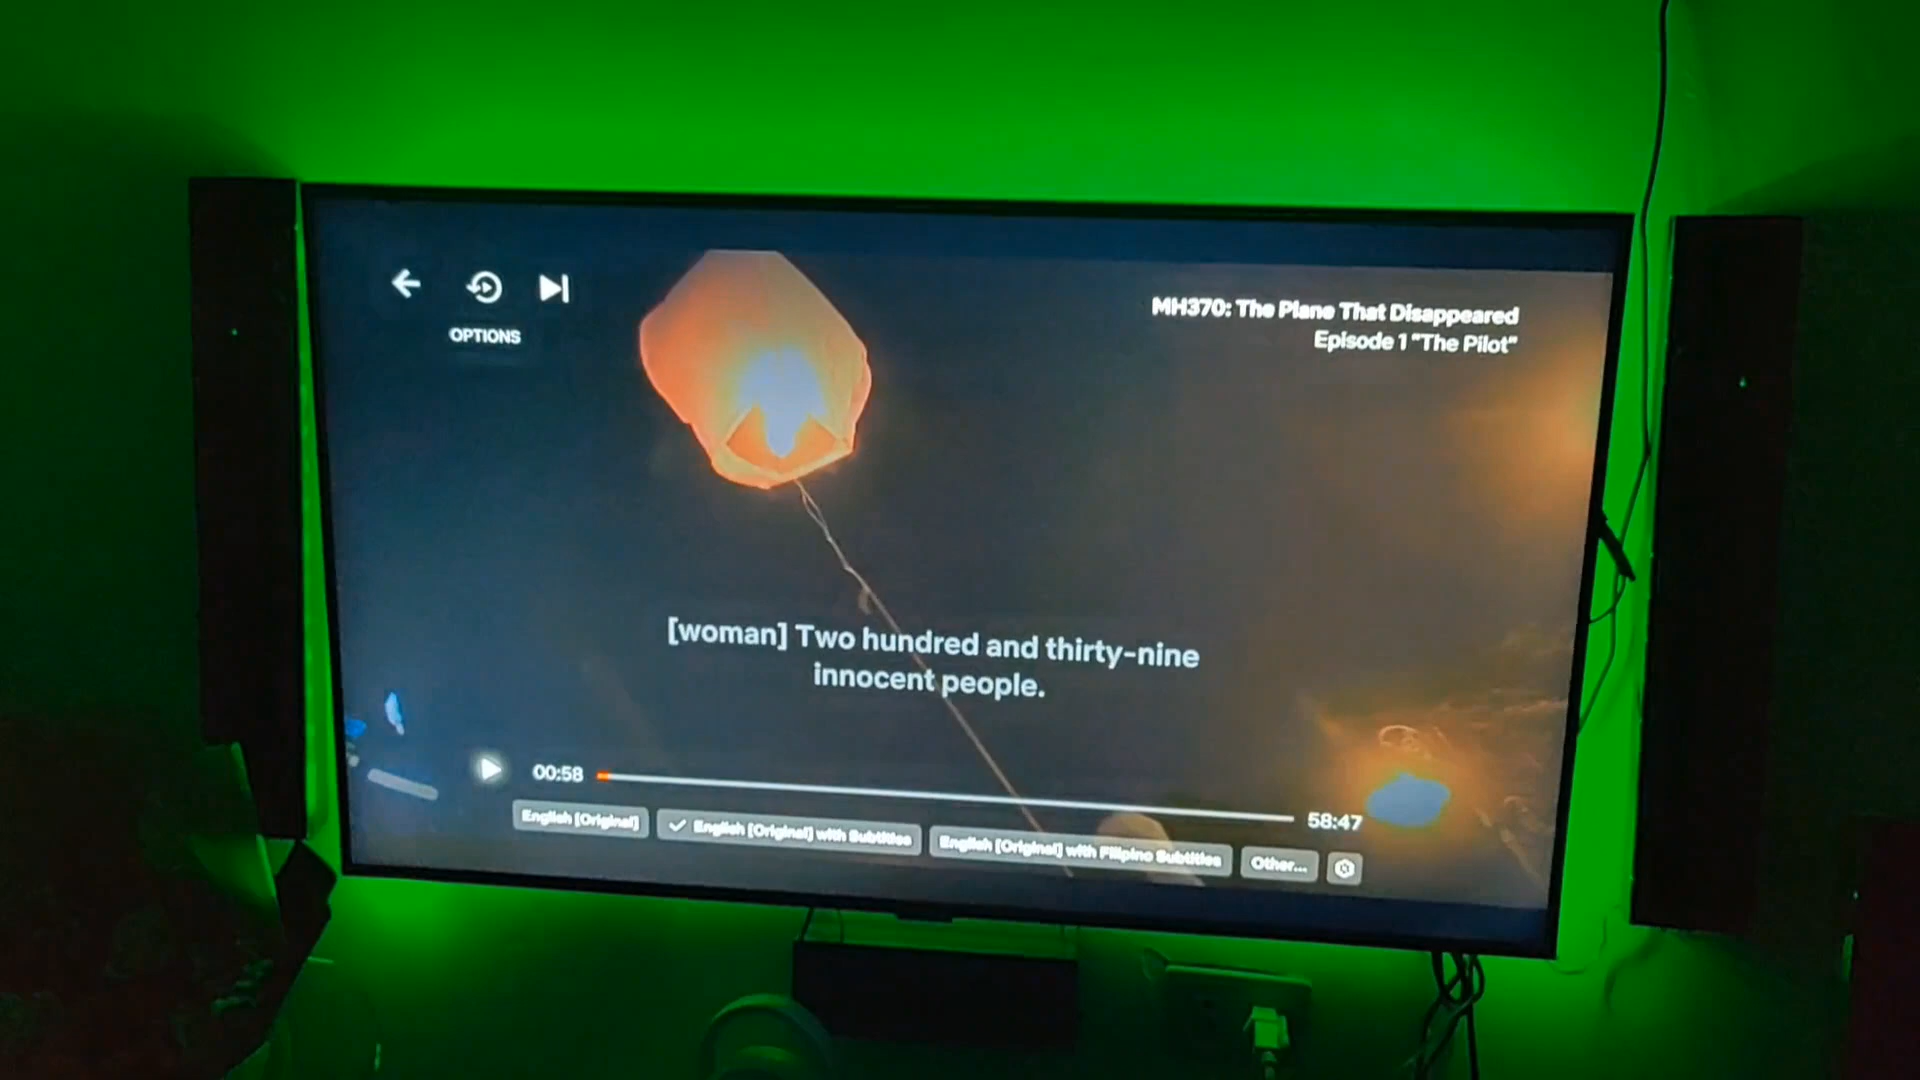 OPTIONS
MH370: The Plane That Disappeared
Episode 1 "The Pilot"
[woman] Two hundred and thirty-nine
innocent people.
00:58
58:47
English [Original]
English [Original] with Subtitles
English [Original] with Filipino Subtitles
Other...